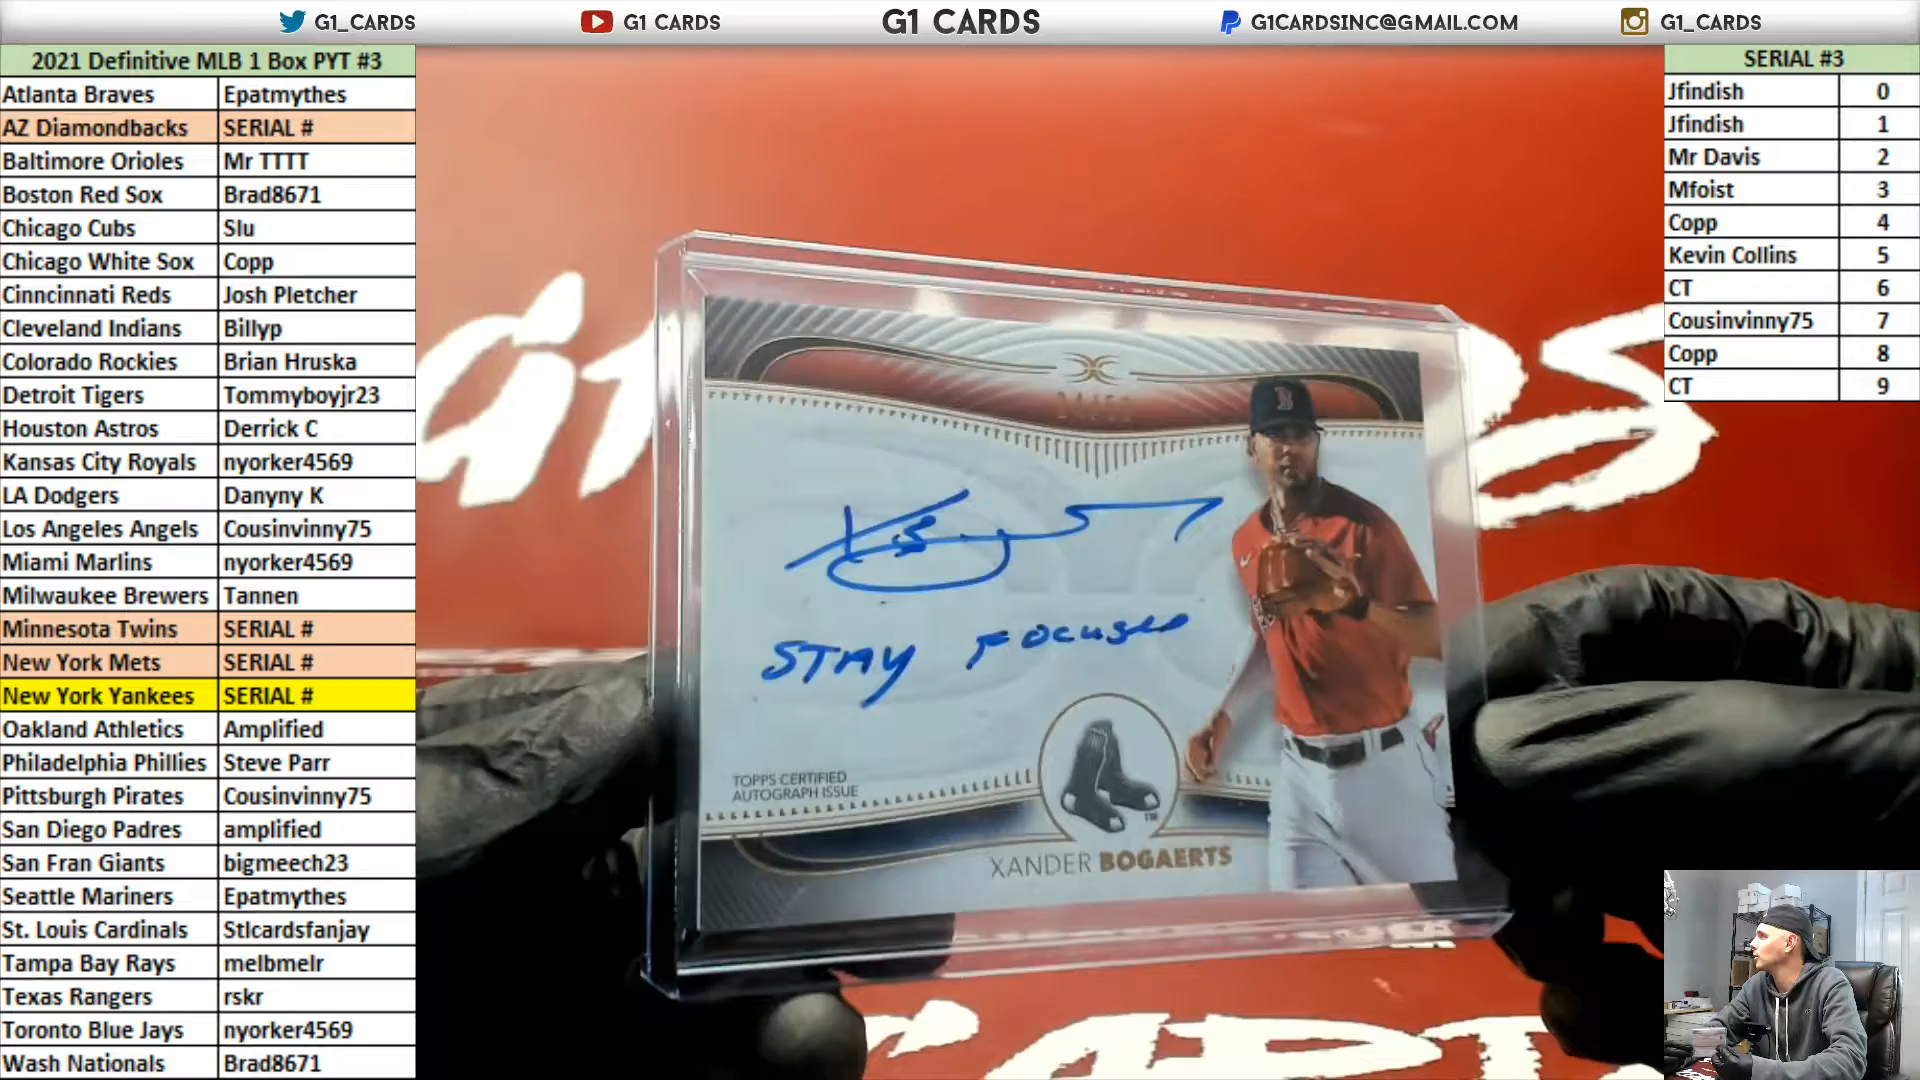 G1_CARDS G1 CARDS G1 CARDS G1CARDSINC@GMAIL.COM G1_CARDS
2021 Definitive MLB 1 Box PYT #3
Atlanta Braves Epatmythes
AZ Diamondbacks SERIAL #
Baltimore Orioles Mr TTTT
Boston Red Sox Brad8671
Chicago Cubs Slu
Chicago White Sox Copp
Cinncinnati Reds Josh Pletcher
Cleveland Indians Billyp
Colorado Rockies Brian Hruska
Detroit Tigers Tommyboyjr23
Houston Astros Derrick C
Kansas City Royals nyorker4569
LA Dodgers Danyny K
Los Angeles Angels Cousinvinny75
Miami Marlins nyorker4569
Milwaukee Brewers Tannen
Minnesota Twins SERIAL #
New York Mets SERIAL #
New York Yankees SERIAL #
Oakland Athletics Amplified
Philadelphia Phillies Steve Parr
Pittsburgh Pirates Cousinvinny75
San Diego Padres amplified
San Fran Giants bigmeech23
Seattle Mariners Epatmythes
St. Louis Cardinals Stlcardsfanjay
Tampa Bay Rays melbmelr
Texas Rangers rskr
Toronto Blue Jays nyorker4569
Wash Nationals Brad8671
B
STAY FOCUSED
TOPPS CERTIFIED
AUTOGRAPH ISSUE
TM
XANDER BOGAERTS
SERIAL #3
Jfindish 0
Jfindish 1
Mr Davis 2
Mfoist 3
Copp 4
Kevin Collins 5
CT 6
Cousinvinny75 7
Copp 8
CT 9